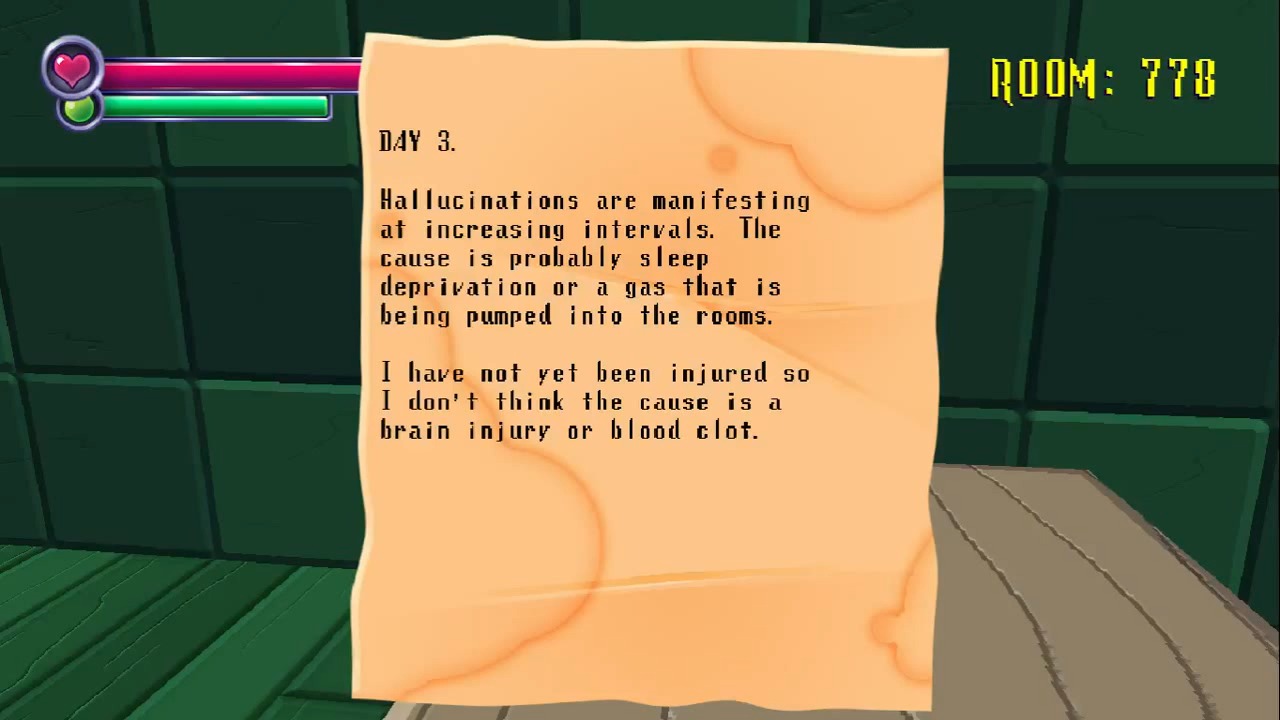 ROOM: 778
DAY 3.
Hallucinations are manifesting
at increasing intervals. The
cause is probably sleep
deprivation or a gas that is
being pumped into the rooms.
I have not yet been injured so
I don't think the cause is a
brain injury or blood clot.